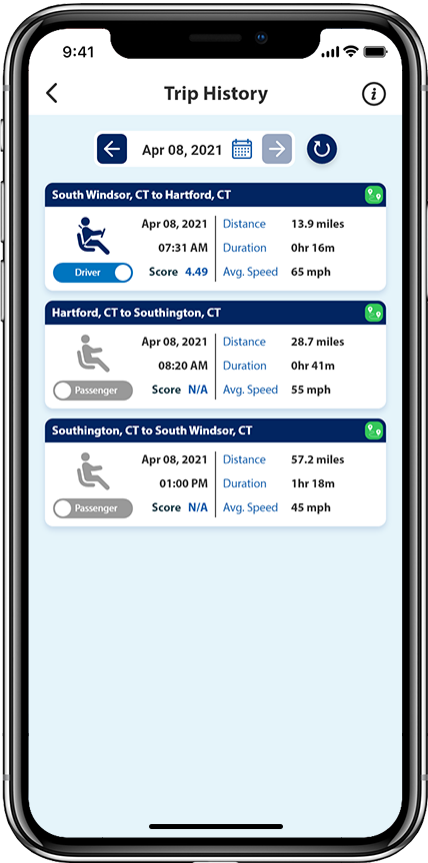 9:41
Trip History
Apr 08, 2021
South Windsor, CT to Hartford, CT
Apr 08, 2021 Distance 13.9 miles
07:31 AM Duration 0hr 16m
Driver Score 4.49 Avg. Speed 65 mph
Hartford, CT to Southington, CT
Apr 08, 2021 Distance 28.7 miles
08:20 AM Duration 0hr 41m
Passenger Score N/A Avg. Speed 55 mph
Southington, CT to South Windsor, CT
Apr 08, 2021 Distance 57.2 miles
01:00 PM Duration 1hr 18m
Passenger Score N/A Avg. Speed 45 mph